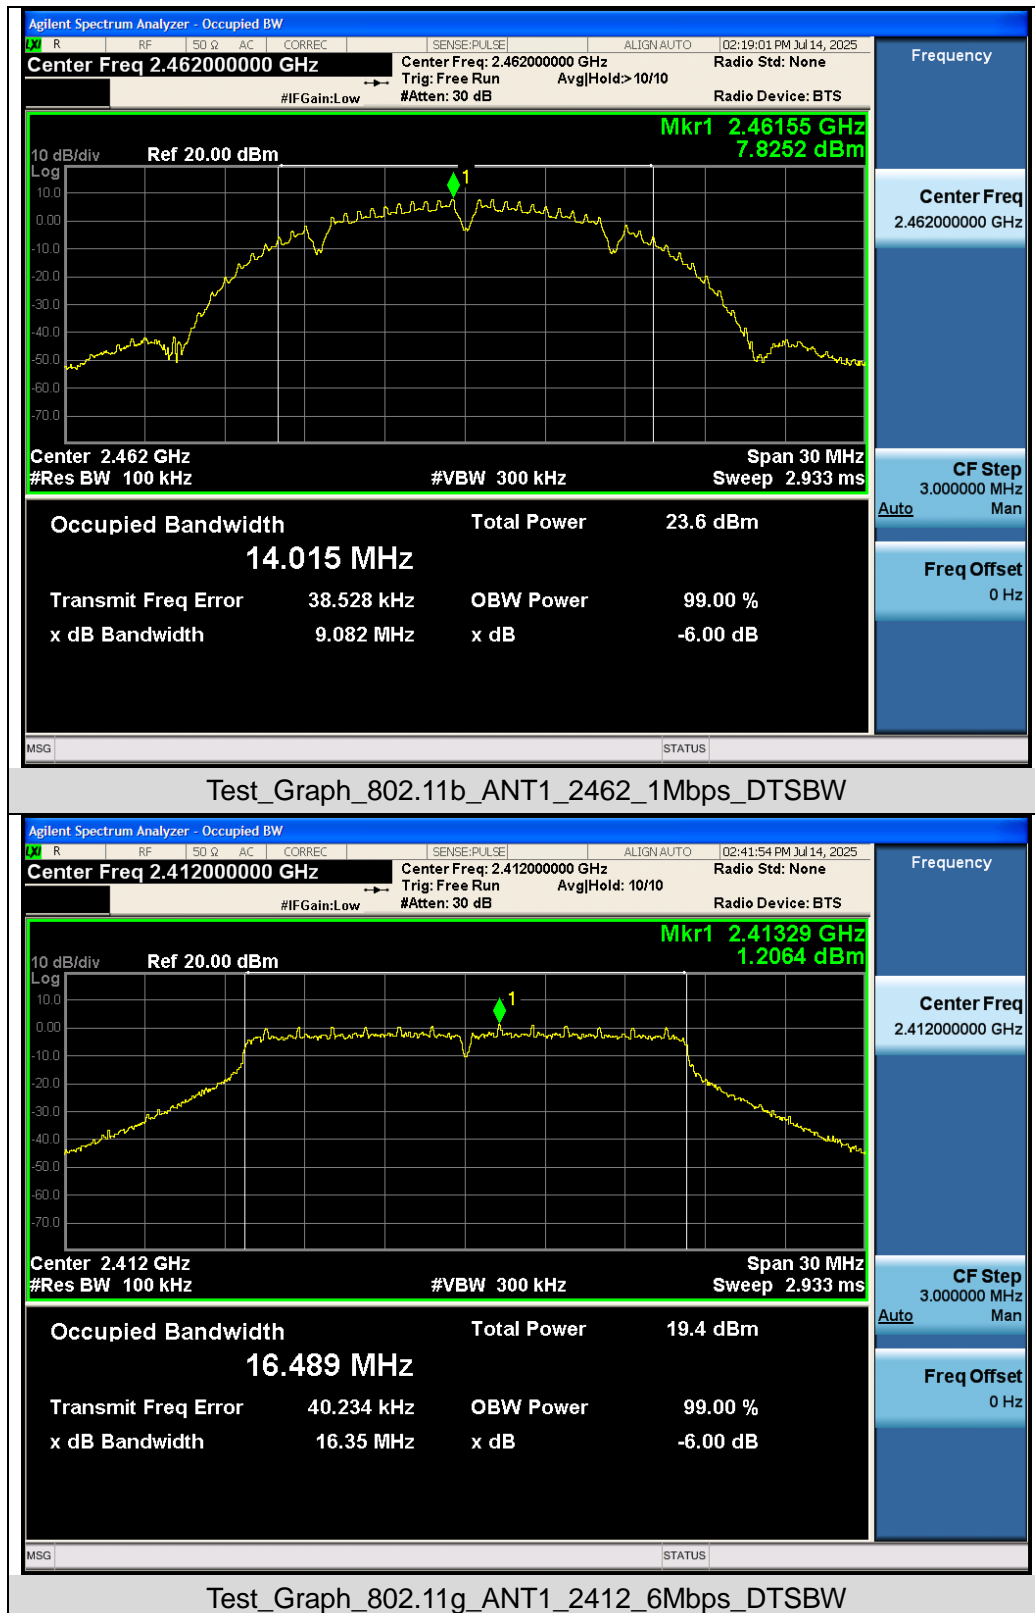 Agilent Spectrum Analyzer - Occupied BW
LXI R RF 50 Ω AC CORREC SENSE:PULSE ALIGN AUTO 02:19:01 PM Jul 14, 2025
Center Freq 2.462000000 GHz
Center Freq: 2.462000000 GHz
Radio Std: None
Trig: Free Run Avg|Hold:> 10/10
#IFGain:Low #Atten: 30 dB Radio Device: BTS
Mkr1 2.46155 GHz
7.8252 dBm
10 dB/div Ref 20.00 dBm
Log
1
10.0
0.00
-10.0
-20.0
-30.0
-40.0
-50.0
-60.0
-70.0
Center 2.462 GHz Span 30 MHz
#Res BW 100 kHz #VBW 300 kHz Sweep 2.933 ms
Occupied Bandwidth Total Power 23.6 dBm
14.015 MHz
Transmit Freq Error 38.528 kHz OBW Power 99.00 %
x dB Bandwidth 9.082 MHz x dB -6.00 dB
Frequency
Center Freq
2.462000000 GHz
CF Step
3.000000 MHz
Auto Man
Freq Offset
0 Hz
MSG STATUS
Test_Graph_802.11b_ANT1_2462_1Mbps_DTSBW
Agilent Spectrum Analyzer - Occupied BW
LXI R RF 50 Ω AC CORREC SENSE:PULSE ALIGN AUTO 02:41:54 PM Jul 14, 2025
Center Freq 2.412000000 GHz
Center Freq: 2.412000000 GHz
Radio Std: None
Trig: Free Run Avg|Hold: 10/10
#IFGain:Low #Atten: 30 dB Radio Device: BTS
Mkr1 2.41329 GHz
1.2064 dBm
10 dB/div Ref 20.00 dBm
Log
1
10.0
0.00
-10.0
-20.0
-30.0
-40.0
-50.0
-60.0
-70.0
Center 2.412 GHz Span 30 MHz
#Res BW 100 kHz #VBW 300 kHz Sweep 2.933 ms
Occupied Bandwidth Total Power 19.4 dBm
16.489 MHz
Transmit Freq Error 40.234 kHz OBW Power 99.00 %
x dB Bandwidth 16.35 MHz x dB -6.00 dB
Frequency
Center Freq
2.412000000 GHz
CF Step
3.000000 MHz
Auto Man
Freq Offset
0 Hz
MSG STATUS
Test_Graph_802.11g_ANT1_2412_6Mbps_DTSBW